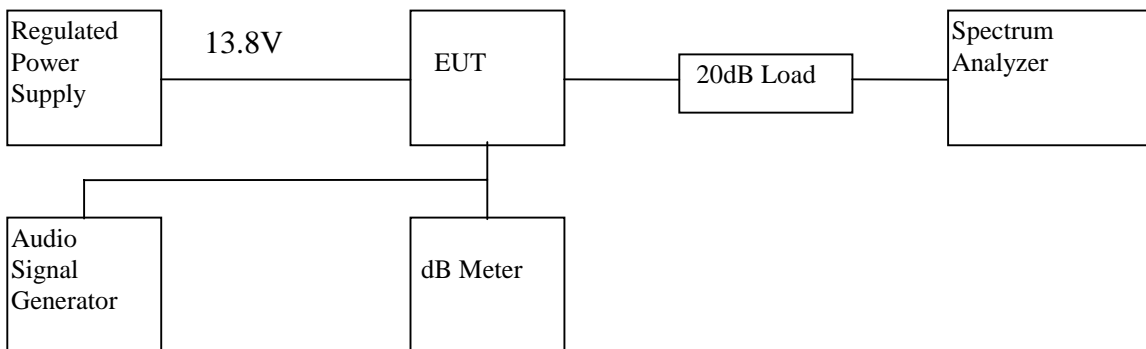 Regulated
Power
Supply
13.8V
EUT
20dB Load
Spectrum
Analyzer
Audio
Signal
Generator
dB Meter